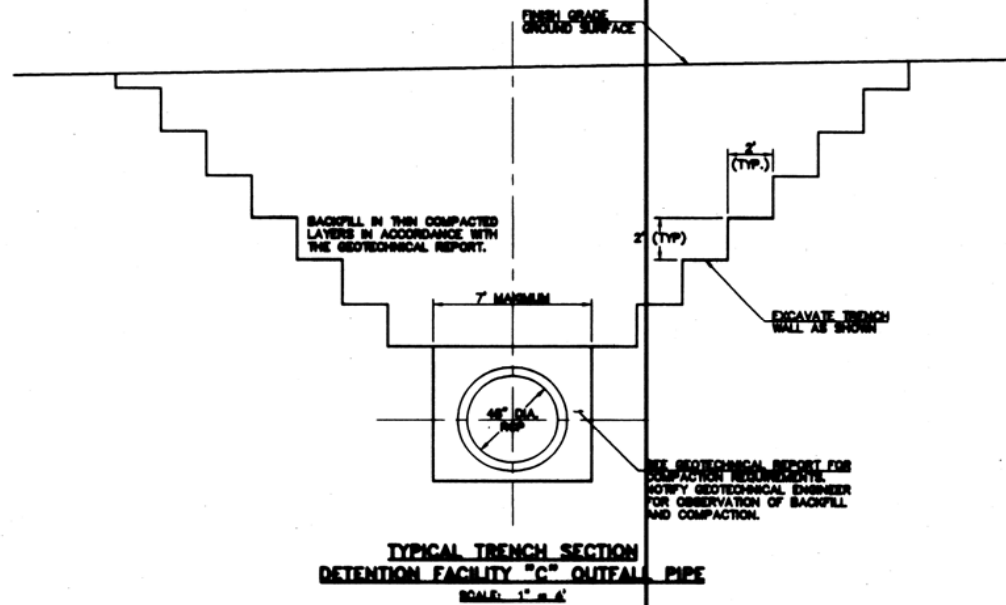 FINISH GRADE
GROUND SURFACE
2'
(TYP.)
BACKFILL IN THIN COMPACTED
LAYERS IN ACCORDANCE WITH
THE GEOTECHNICAL REPORT.
2' (TYP)
7' MAXIMUM
EXCAVATE TRENCH
WALL AS SHOWN
48" DIA.
RCP
SEE GEOTECHNICAL REPORT FOR
COMPACTION REQUIREMENTS.
NOTIFY GEOTECHNICAL ENGINEER
FOR OBSERVATION OF BACKFILL
AND COMPACTION.
TYPICAL TRENCH SECTION
DETENTION FACILITY "C" OUTFALL PIPE
SCALE: 1" =